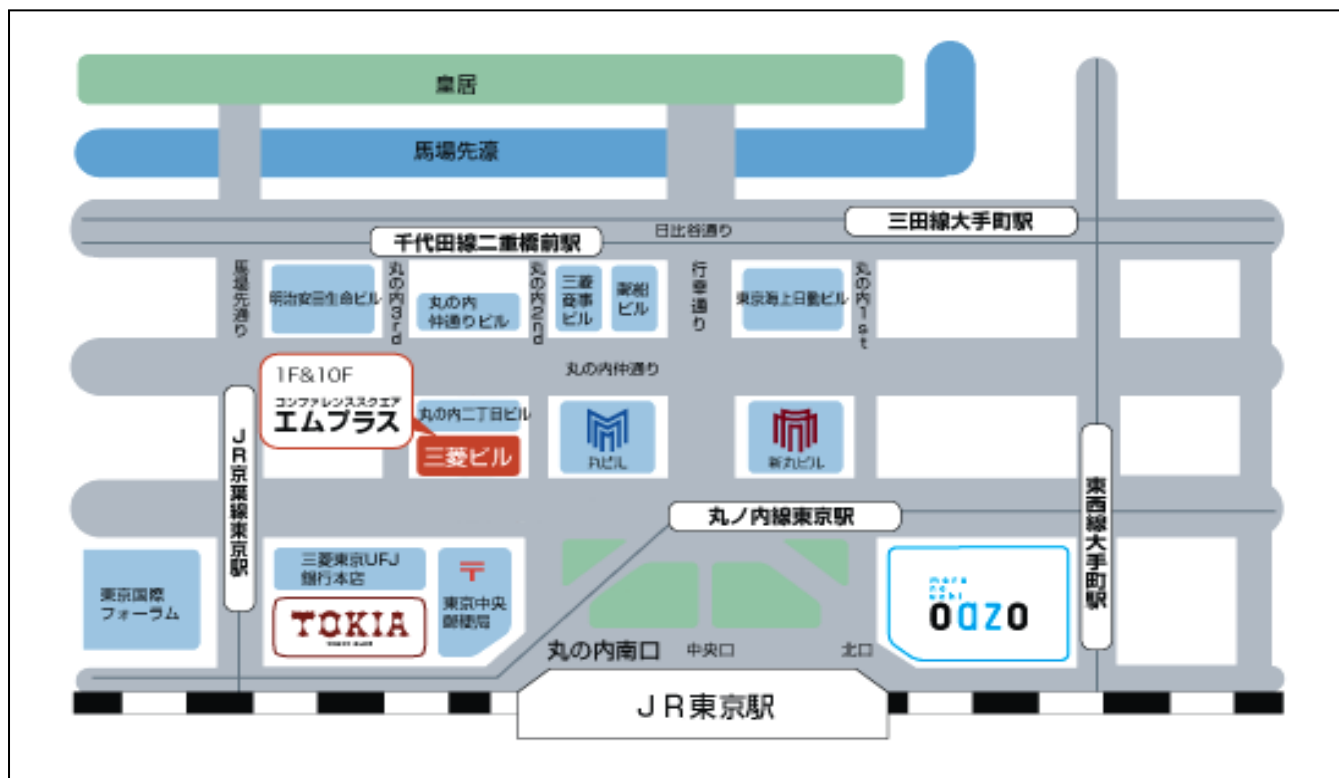 皇居
馬場先濠
三田線大手町駅
日比谷通り
千代田線二重橋前駅
馬場先通り
明治安田生命ビル
丸の内3rd
丸の内
仲通りビル
丸の内2nd
三菱
商事
ビル
郵船
ビル
行幸通り
東京海上日動ビル
丸の内1st
丸の内仲通り
1F&10F
コンファレンススクエア
エムプラス
丸の内二丁目ビル
三菱ビル
丸ビル
新丸ビル
JR京葉線東京駅
東西線大手町駅
丸ノ内線東京駅
東京国際
フォーラム
三菱東京UFJ
銀行本店
TOKIA
東京中央
郵便局
maru
no
uchi
oazo
丸の内南口
中央口
北口
JR東京駅